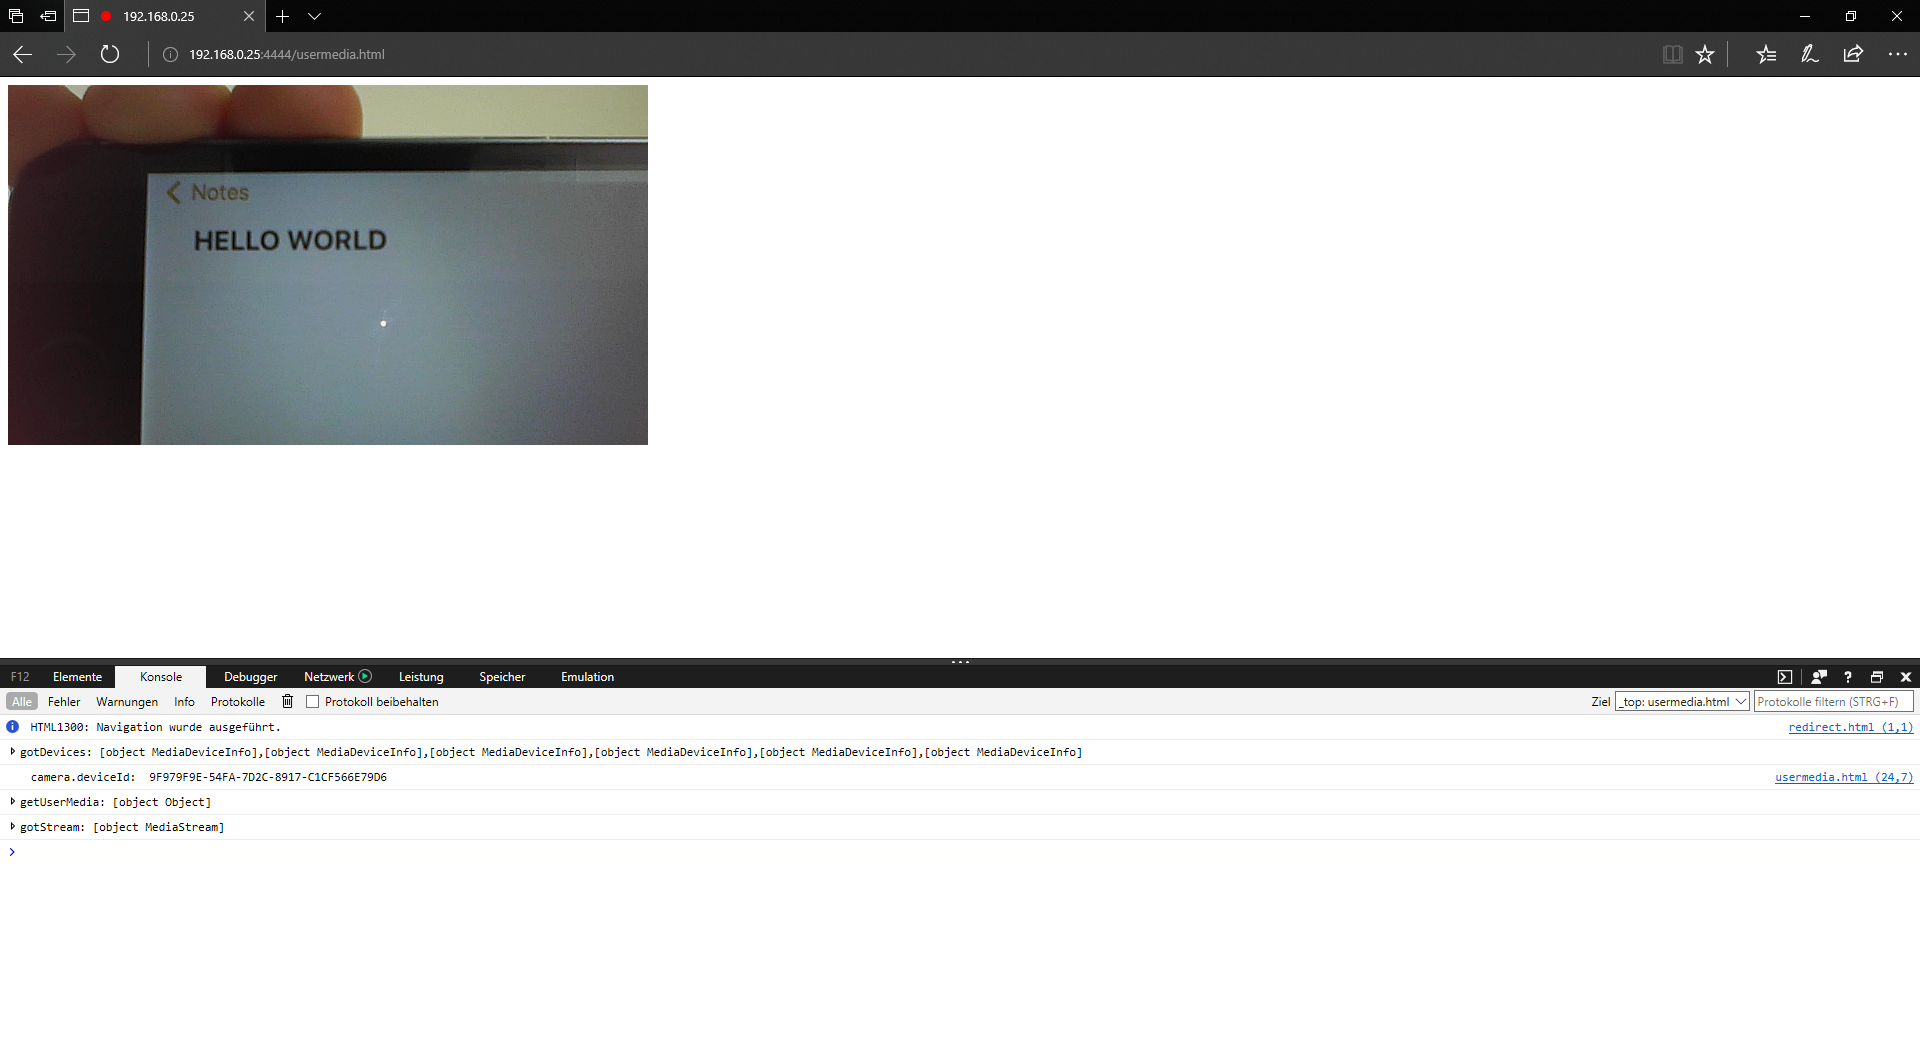 192.168.0.25
192.168.0.25:4444/usermedia.html
Notes
HELLO WORLD
F12 Elemente Konsole Debugger Netzwerk Leistung Speicher Emulation ?
Alle Fehler Warnungen Info Protokolle Protokoll beibehalten Ziel _top: usermedia.html Protokolle filtern (STRG+F)
HTML1300: Navigation wurde ausgeführt. redirect.html (1,1)
gotDevices: [object MediaDeviceInfo],[object MediaDeviceInfo],[object MediaDeviceInfo],[object MediaDeviceInfo],[object MediaDeviceInfo],[object MediaDeviceInfo]
camera.deviceId: 9F979F9E-54FA-7D2C-8917-C1CF566E79D6 usermedia.html (24,7)
getUserMedia: [object Object]
gotStream: [object MediaStream]